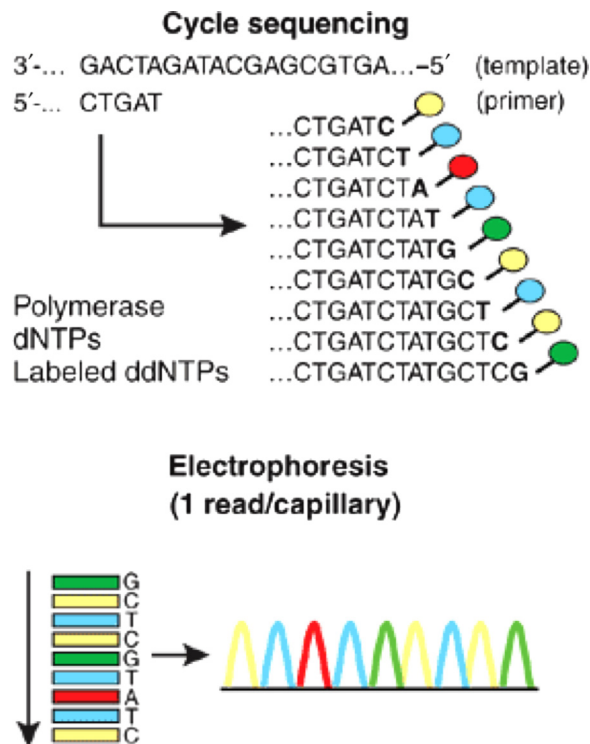 Cycle sequencing
3′-... GACTAGATACGAGCGTGA...–5′ (template)
5′-... CTGAT (primer)
...CTGATC
...CTGATCT
...CTGATCTA
...CTGATCTAT
...CTGATCTATG
...CTGATCTATGC
...CTGATCTATGCT
...CTGATCTATGCTC
...CTGATCTATGCTCG
Polymerase
dNTPs
Labeled ddNTPs
Electrophoresis
(1 read/capillary)
G
C
T
C
G
T
A
T
C